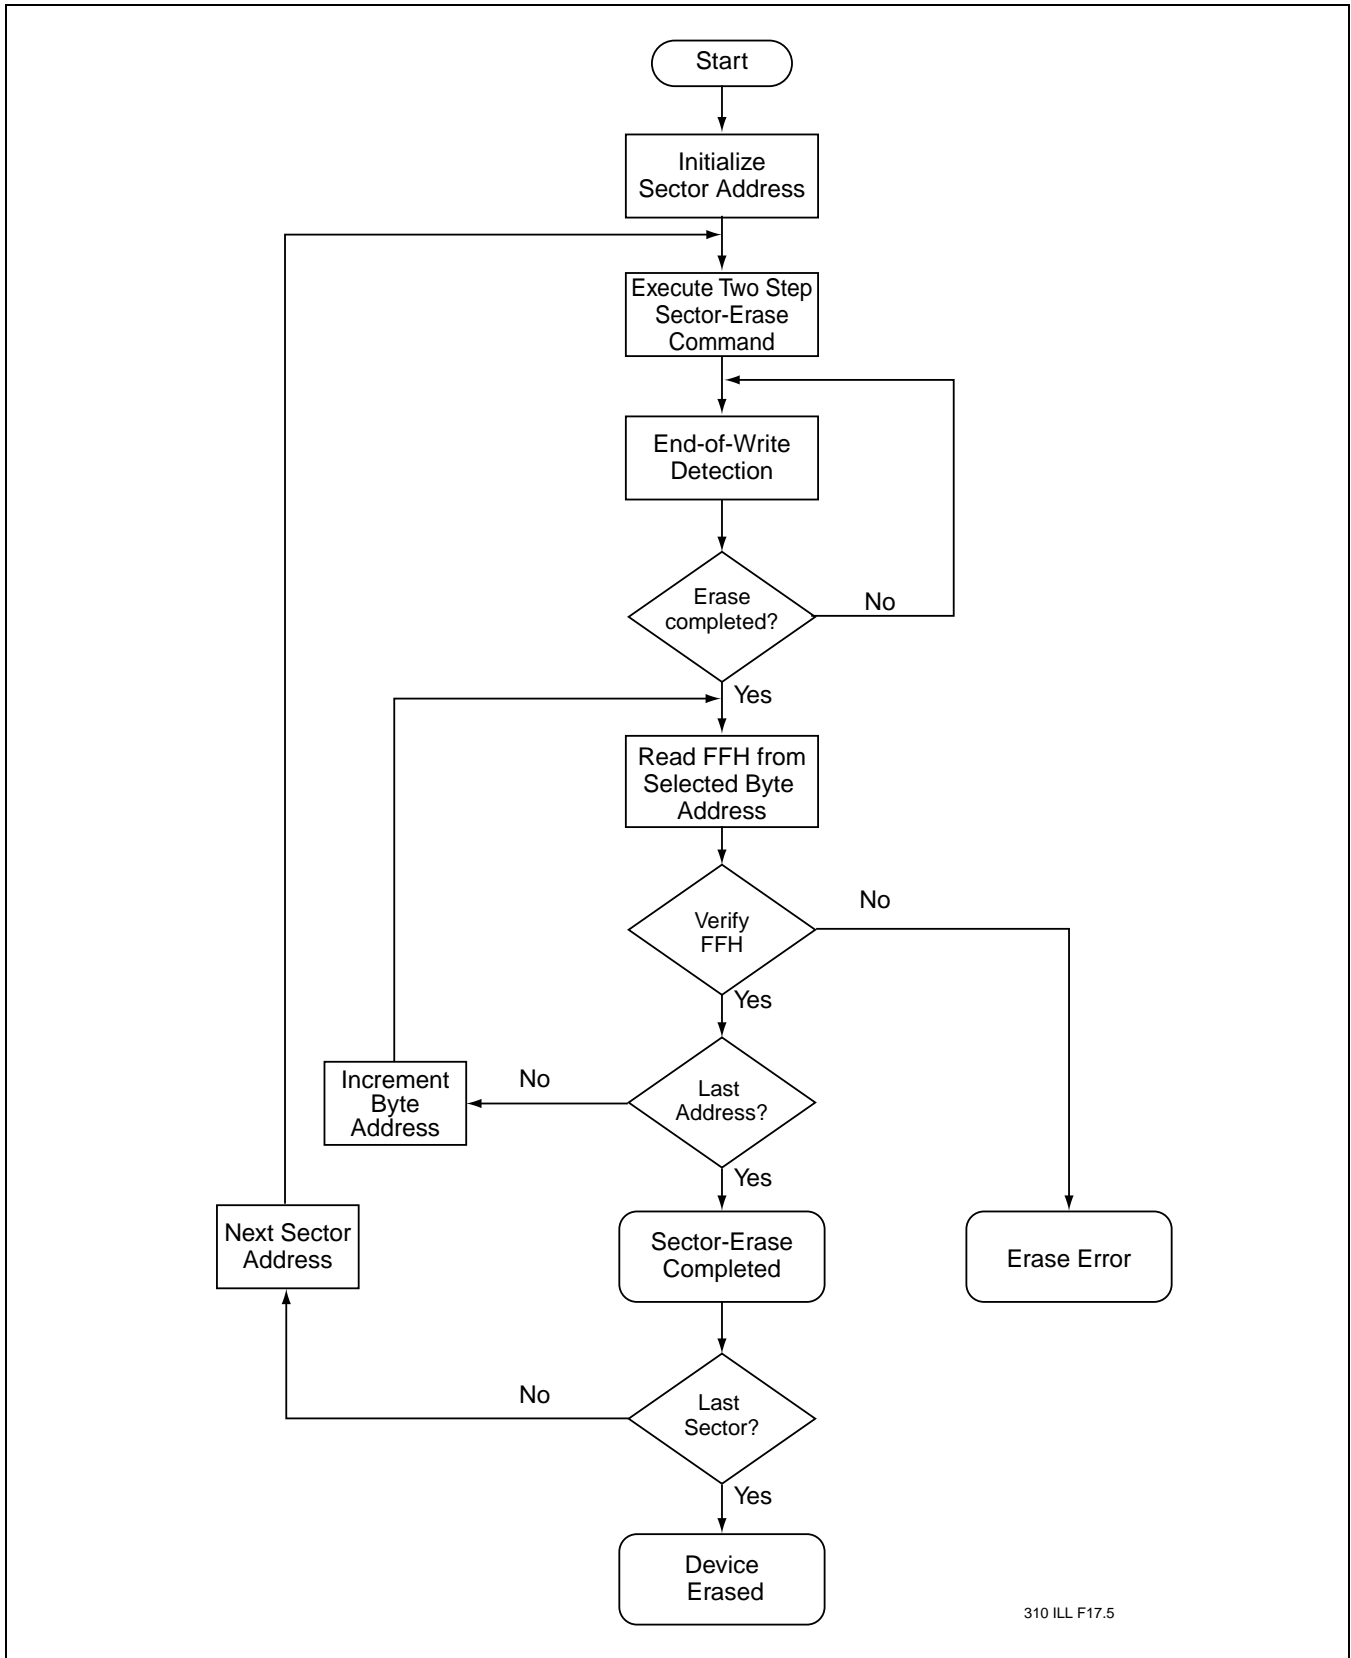 Start
Initialize
Sector Address
Execute Two Step
Sector-Erase
Command
End-of-Write
Detection
Erase
completed?
No
Yes
Read FFH from
Selected Byte
Address
Verify
FFH
No
Yes
Last
Address?
No
Increment
Byte
Address
Yes
Next Sector
Address
Sector-Erase
Completed
Erase Error
Last
Sector?
No
Yes
Device
Erased
310 ILL F17.5